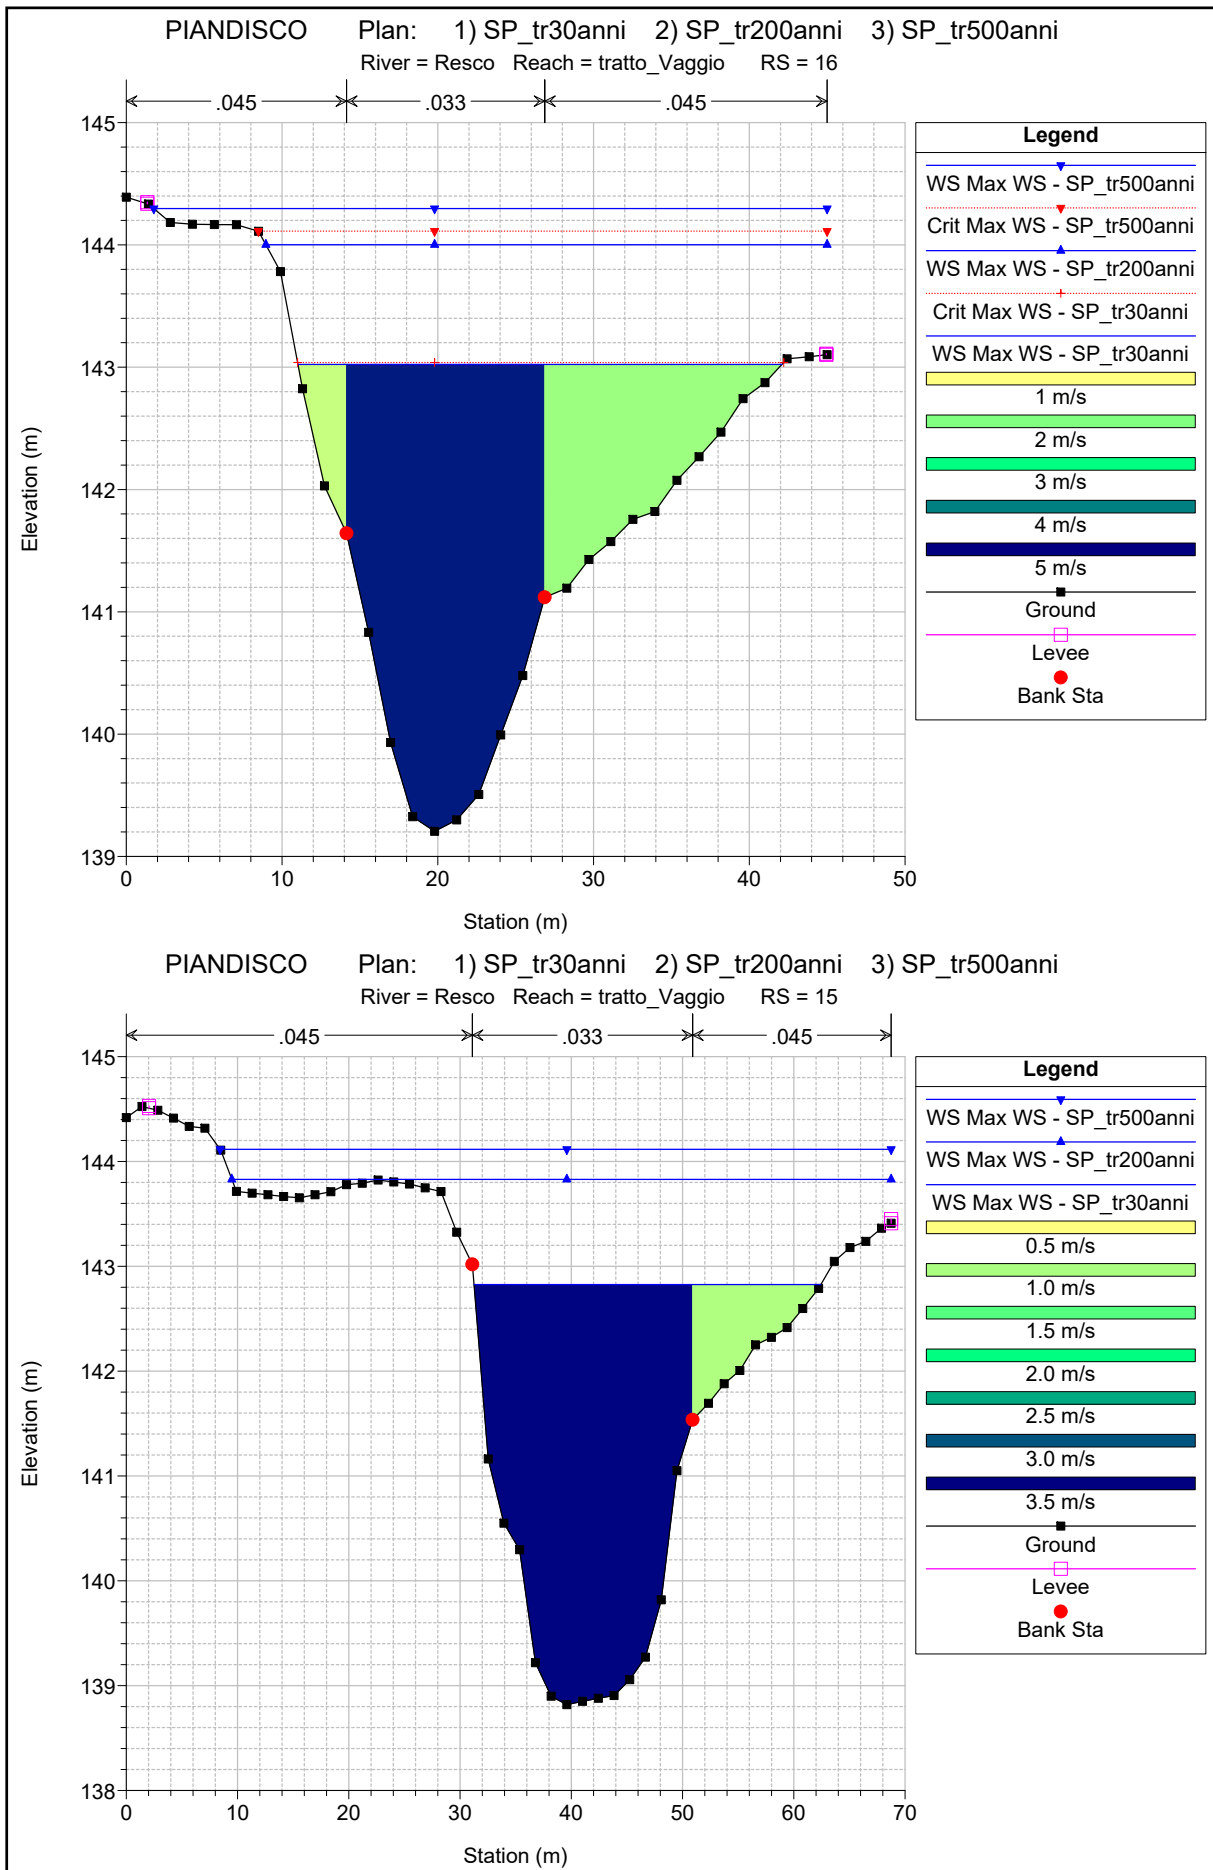 PIANDISCO Plan: 1) SP_tr30anni 2) SP_tr200anni 3) SP_tr500anni
River = Resco Reach = tratto_Vaggio RS = 16
.045 .033 .045
145
144
143
142
141
140
139
0 10 20 30 40 50
Station (m)
Elevation (m)
Legend
WS Max WS - SP_tr500anni
Crit Max WS - SP_tr500anni
WS Max WS - SP_tr200anni
Crit Max WS - SP_tr30anni
WS Max WS - SP_tr30anni
1 m/s
2 m/s
3 m/s
4 m/s
5 m/s
Ground
Levee
Bank Sta
PIANDISCO Plan: 1) SP_tr30anni 2) SP_tr200anni 3) SP_tr500anni
River = Resco Reach = tratto_Vaggio RS = 15
.045 .033 .045
145
144
143
142
141
140
139
138
0 10 20 30 40 50 60 70
Station (m)
Elevation (m)
Legend
WS Max WS - SP_tr500anni
WS Max WS - SP_tr200anni
WS Max WS - SP_tr30anni
0.5 m/s
1.0 m/s
1.5 m/s
2.0 m/s
2.5 m/s
3.0 m/s
3.5 m/s
Ground
Levee
Bank Sta